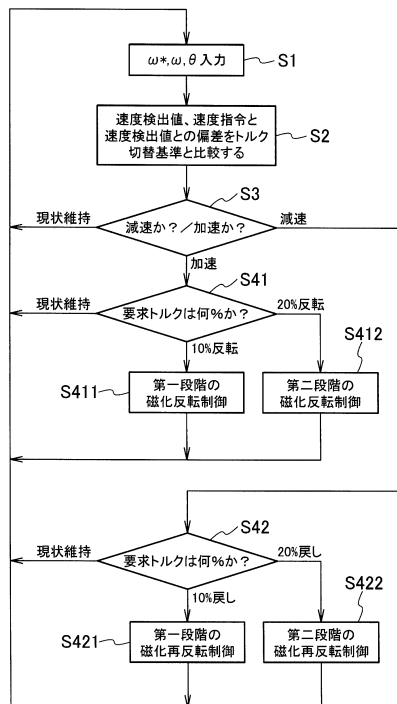 ω*,ω,θ入力
S1
速度検出値、速度指令と
速度検出値との偏差をトルク
切替基準と比較する
S2
S3
現状維持
減速か？／加速か？
減速
加速
S41
現状維持
要求トルクは何%か？
20%反転
10%反転
S412
S411
第一段階の
磁化反転制御
第二段階の
磁化反転制御
S42
現状維持
要求トルクは何%か？
20%戻し
10%戻し
S422
S421
第一段階の
磁化再反転制御
第二段階の
磁化再反転制御